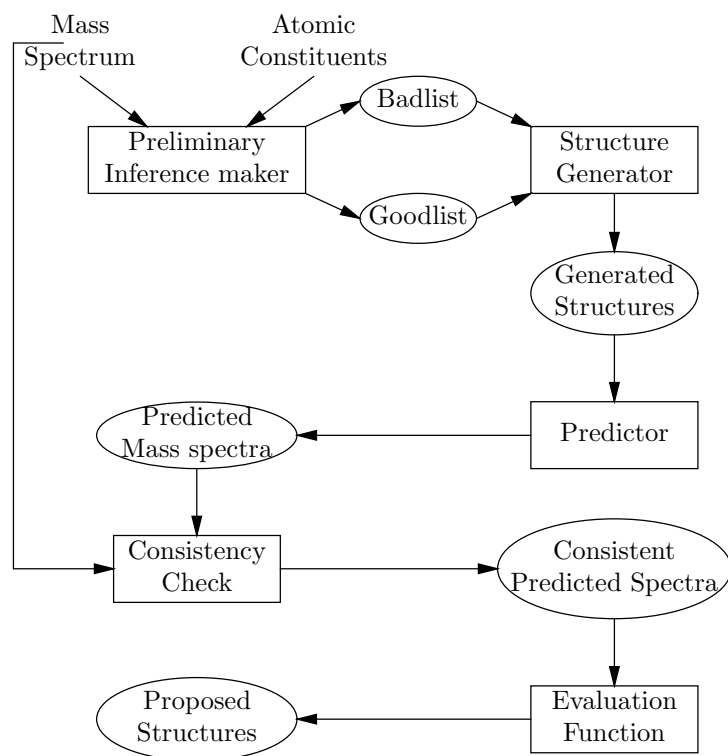 Mass
Spectrum
Atomic
Constituents
Badlist
Preliminary
Inference maker
Structure
Generator
Goodlist
Generated
Structures
Predicted
Mass spectra
Predictor
Consistency
Check
Consistent
Predicted Spectra
Proposed
Structures
Evaluation
Function